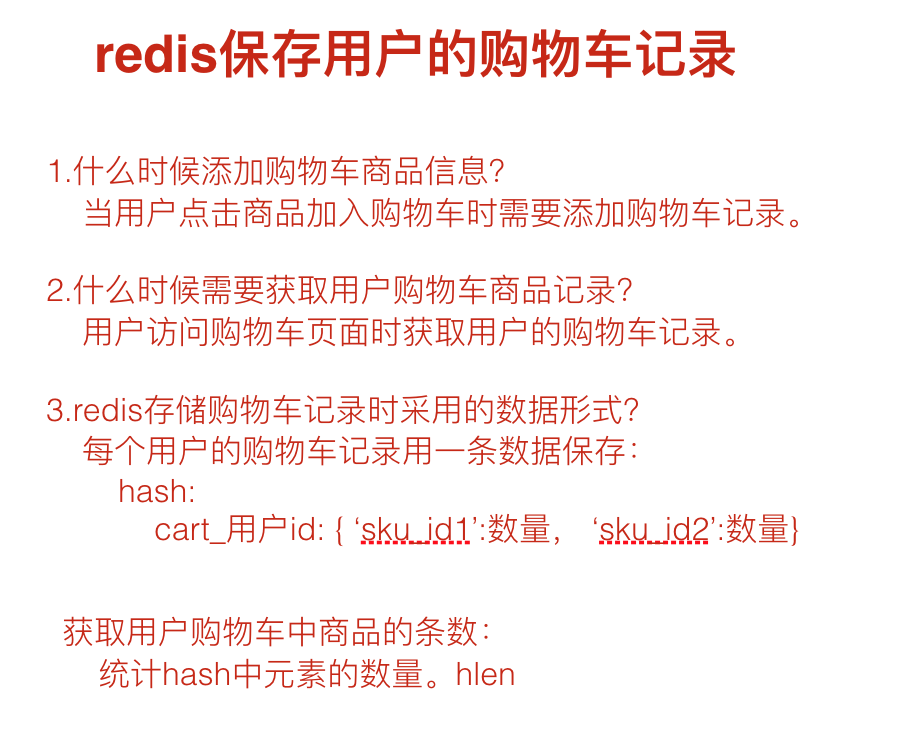 redis保存用户的购物车记录
1.什么时候添加购物车商品信息?
当用户点击商品加入购物车时需要添加购物车记录。
2.什么时候需要获取用户购物车商品记录?
用户访问购物车页面时获取用户的购物车记录。
3.redis存储购物车记录时采用的数据形式?
每个用户的购物车记录用一条数据保存:
hash:
cart_用户id: { ‘sku_id1’:数量， ‘sku_id2’:数量}
获取用户购物车中商品的条数:
统计hash中元素的数量。hlen